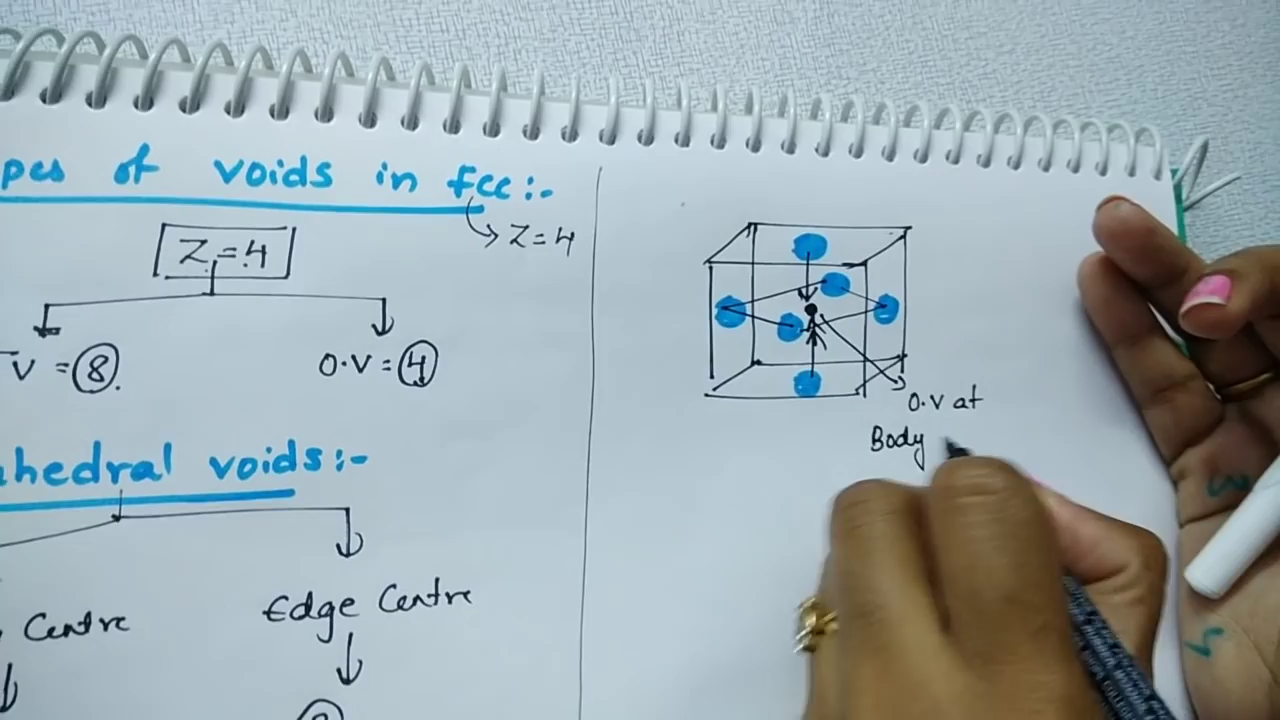 pes of voids in fcc:-
Z=4
Z=4
V = 8.
O.V = 4
hedral voids:-
Centre
Edge Centre
O.V at
Body